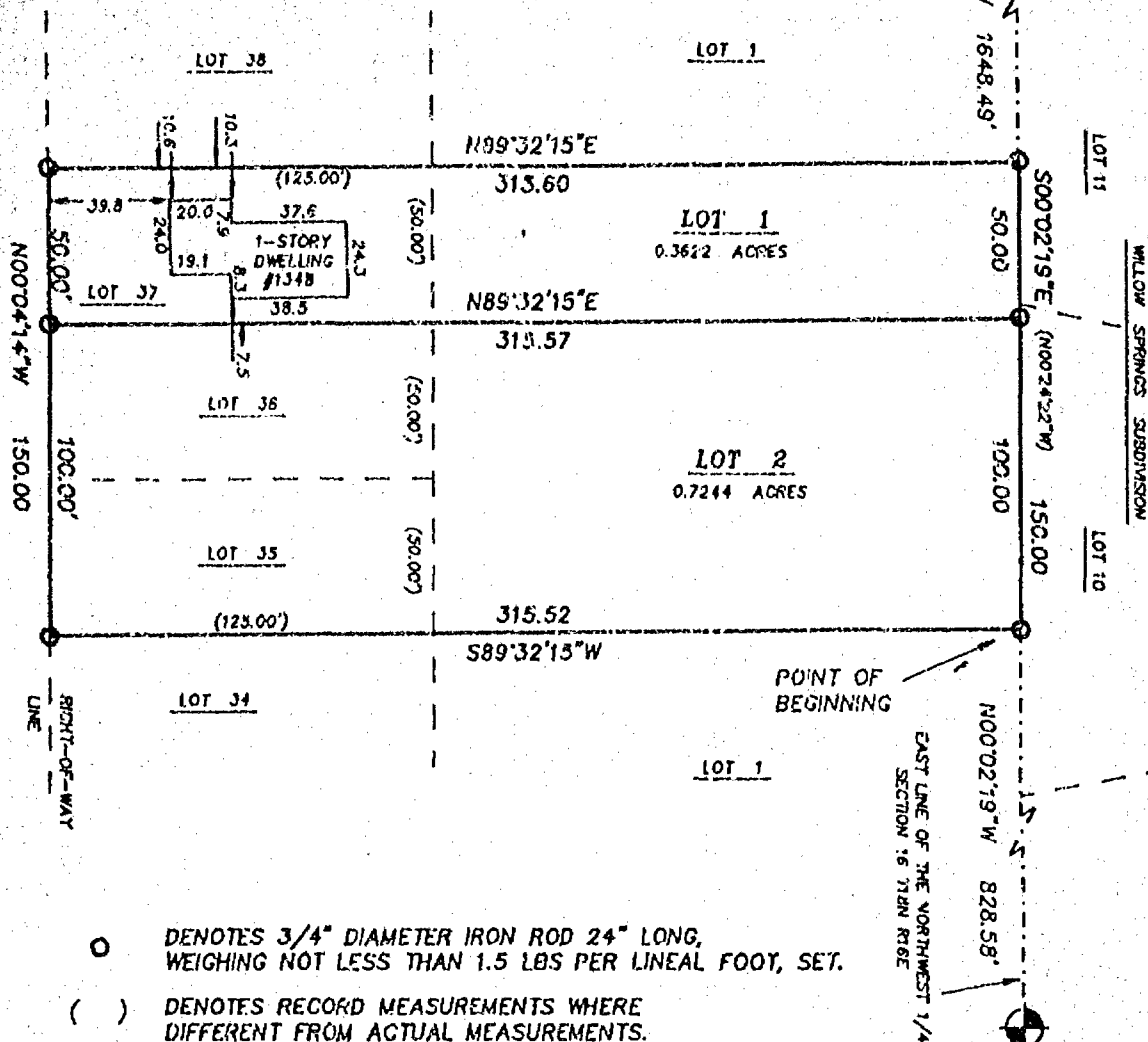 LOT 38
LOT 1
1648.49'
LOT 11
10.6
10.3
N89°32'15"E
(125.00')
315.60
S00°02'19"E
50.00
39.8
20.0
7.9
37.6
24.0
24.3
1-STORY
DWELLING
#1348
19.1
8.3
38.5
7.5
(50.00')
LOT 1
0.3622 ACRES
WILLOW SPRINGS SUBDIVISION
50.00'
LOT 37
N89°32'15"E
315.57
(N00°24'22"W)
N00°04'14"W 150.00
100.00'
LOT 36
(50.00')
LOT 2
0.7244 ACRES
100.00
150.00
LOT 10
LOT 35
(50.00')
(125.00')
315.52
S89°32'15"W
POINT OF
BEGINNING
RIGHT-OF-WAY
LINE
LOT 34
LOT 1
N00°02'19"W 828.58'
EAST LINE OF THE NORTHWEST 1/4
SECTION 16 R16E
DENOTES 3/4" DIAMETER IRON ROD 24" LONG,
WEIGHING NOT LESS THAN 1.5 LBS PER LINEAL FOOT, SET.
( ) DENOTES RECORD MEASUREMENTS WHERE
DIFFERENT FROM ACTUAL MEASUREMENTS.